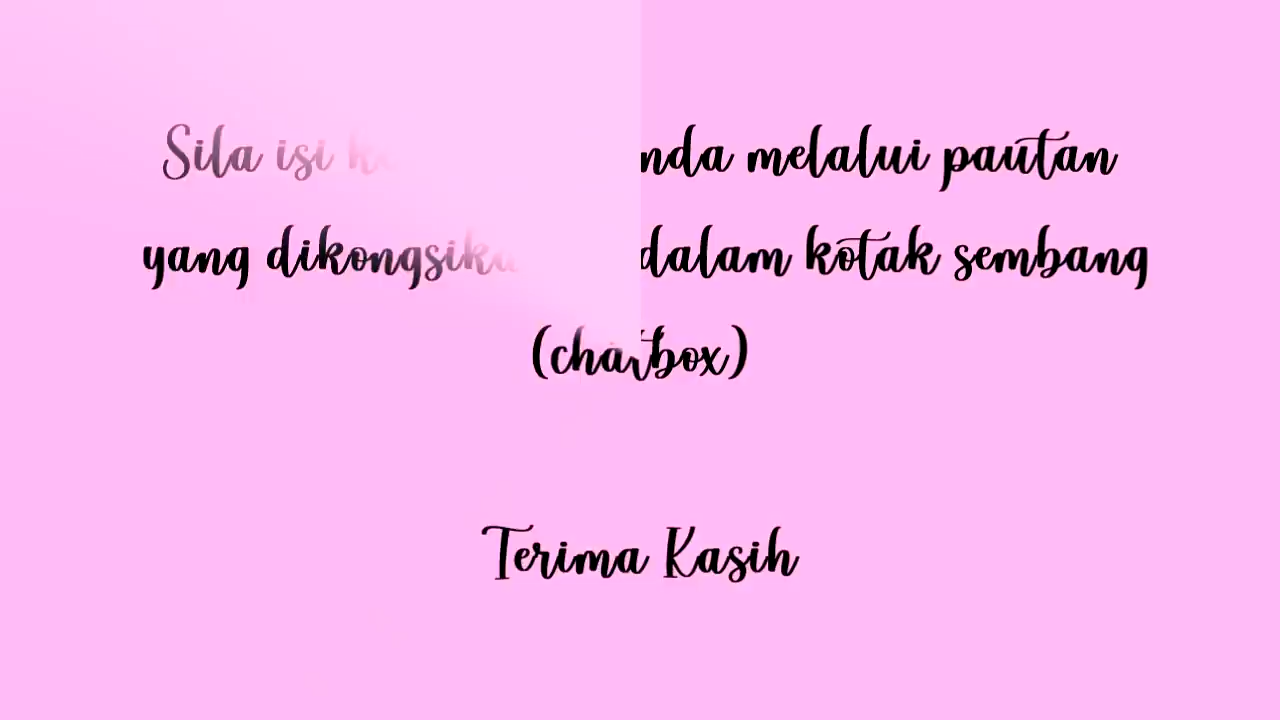 Sila isi melalui pautan
yang dalam kotak sembang
(chatbox)
Terima Kasih